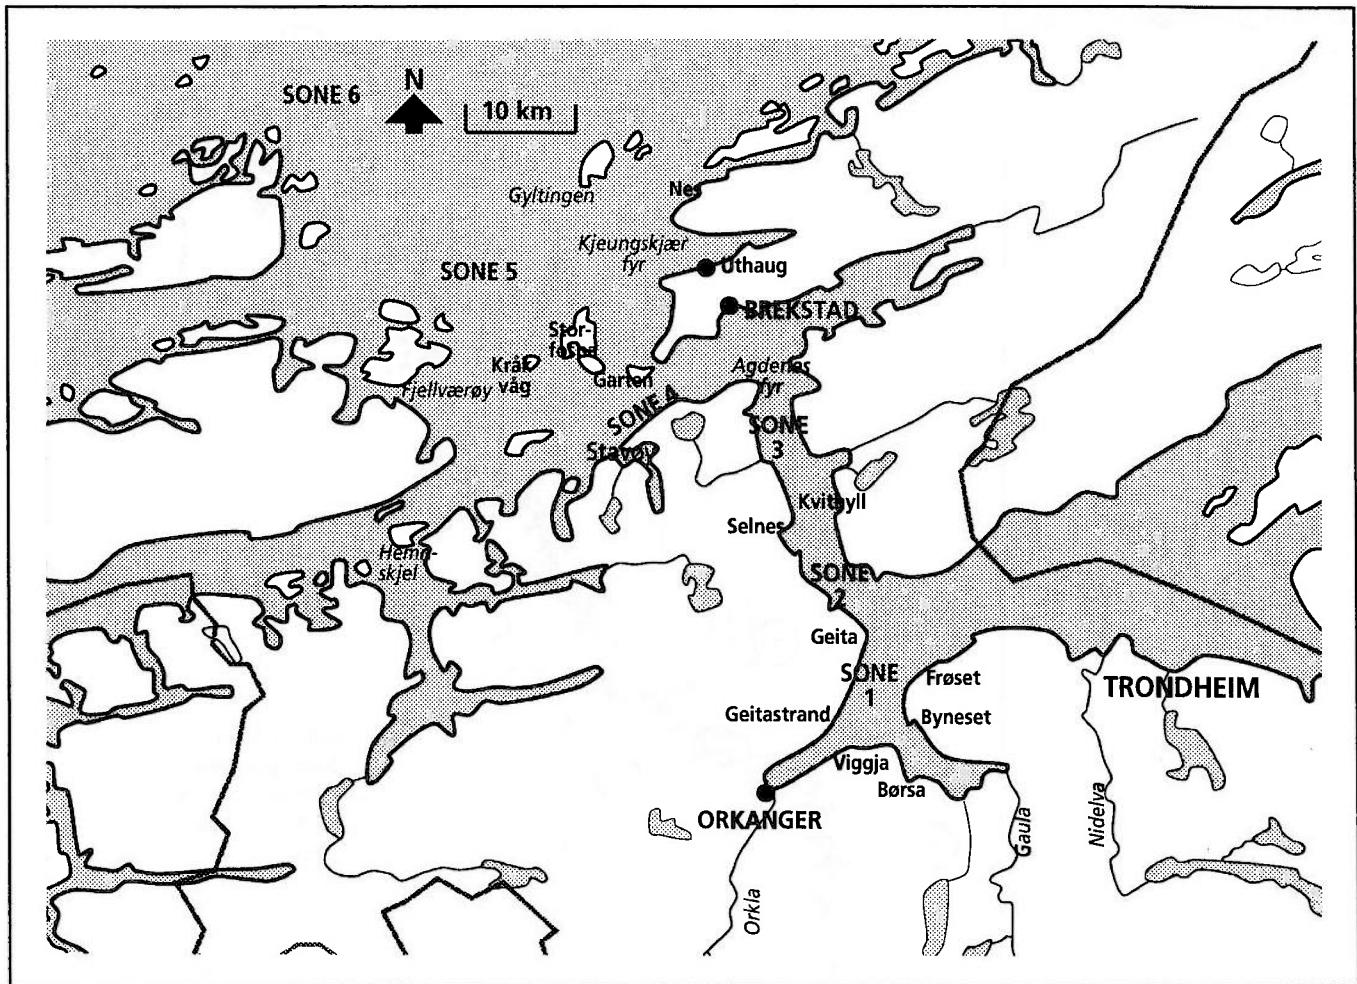 N
SONE 6
10 km
Gyltingen
Nes
Kjeungskjær
fyr
SONE 5
Uthaug
BREKSTAD
Stor-
fosna
Kråk
våg
Garten
Fjellværøy
Agdenes
fyr
SONE 4
SONE
3
Stavøy
Kvithyll
Selnes
Hemn-
skjel
SONE
2
Geita
SONE
1
Frøset
TRONDHEIM
Geitastrand
Byneset
Viggja
Børsa
ORKANGER
Gaula
Nidelva
Orkla